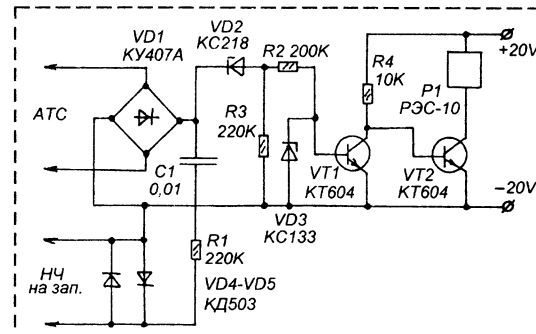 VD1
КУ407А
VD2
КС218
R2 200K
R4
10K
+20V
P1
РЭС-10
АТС
R3
220K
C1
0,01
VT1
КТ604
VT2
КТ604
–20V
VD3
КС133
R1
220K
НЧ
на зап.
VD4-VD5
КД503